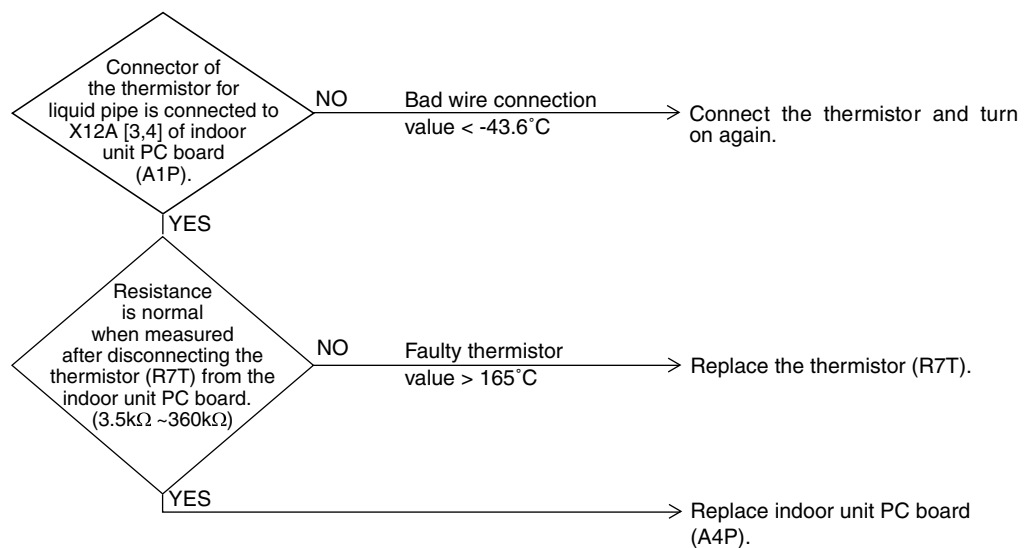 Connector of
the thermistor for
liquid pipe is connected to
X12A [3,4] of indoor
unit PC board
(A1P).
NO
Bad wire connection
value < -43.6˚C
Connect the thermistor and turn
on again.
YES
Resistance
is normal
when measured
after disconnecting the
thermistor (R7T) from the
indoor unit PC board.
(3.5kΩ ~360kΩ)
NO
Faulty thermistor
value > 165˚C
Replace the thermistor (R7T).
YES
Replace indoor unit PC board
(A4P).